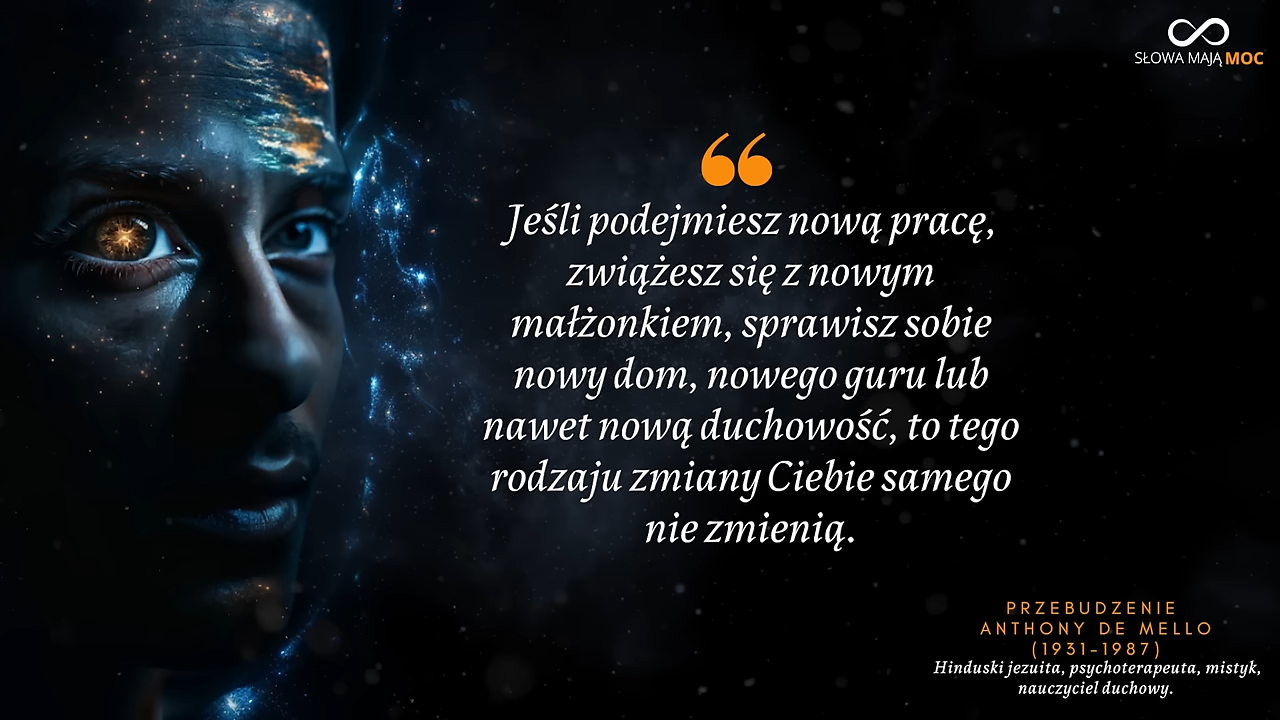 SŁOWA MAJĄ MOC
“
Jeśli podejmiesz nową pracę,
zwiążesz się z nowym
małżonkiem, sprawisz sobie
nowy dom, nowego guru lub
nawet nową duchowość, to tego
rodzaju zmiany Ciebie samego
nie zmienią.
PRZEBUDZENIE
ANTHONY DE MELLO
(1931-1987)
Hinduski jezuita, psychoterapeuta, mistyk,
nauczyciel duchowy.